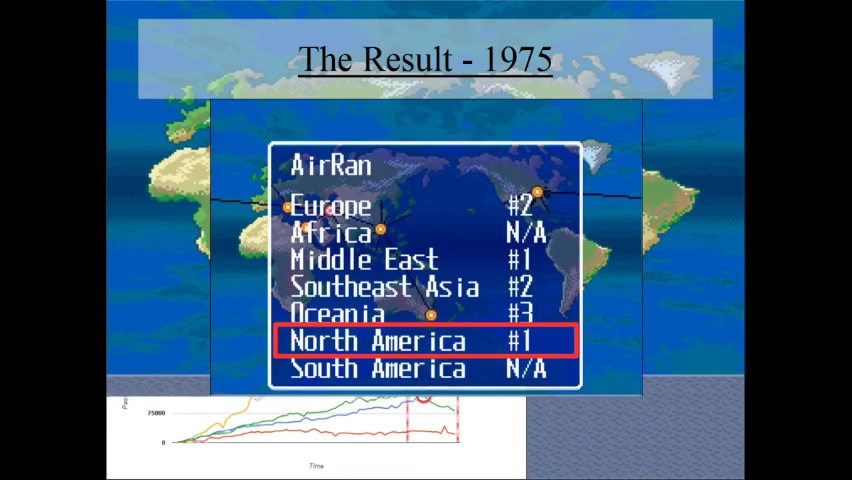 The Result - 1975
AirRan
Europe #2
Africa N/A
Middle East #1
Southeast Asia #2
Oceania #3
North America #1
South America N/A
75000
0
Time